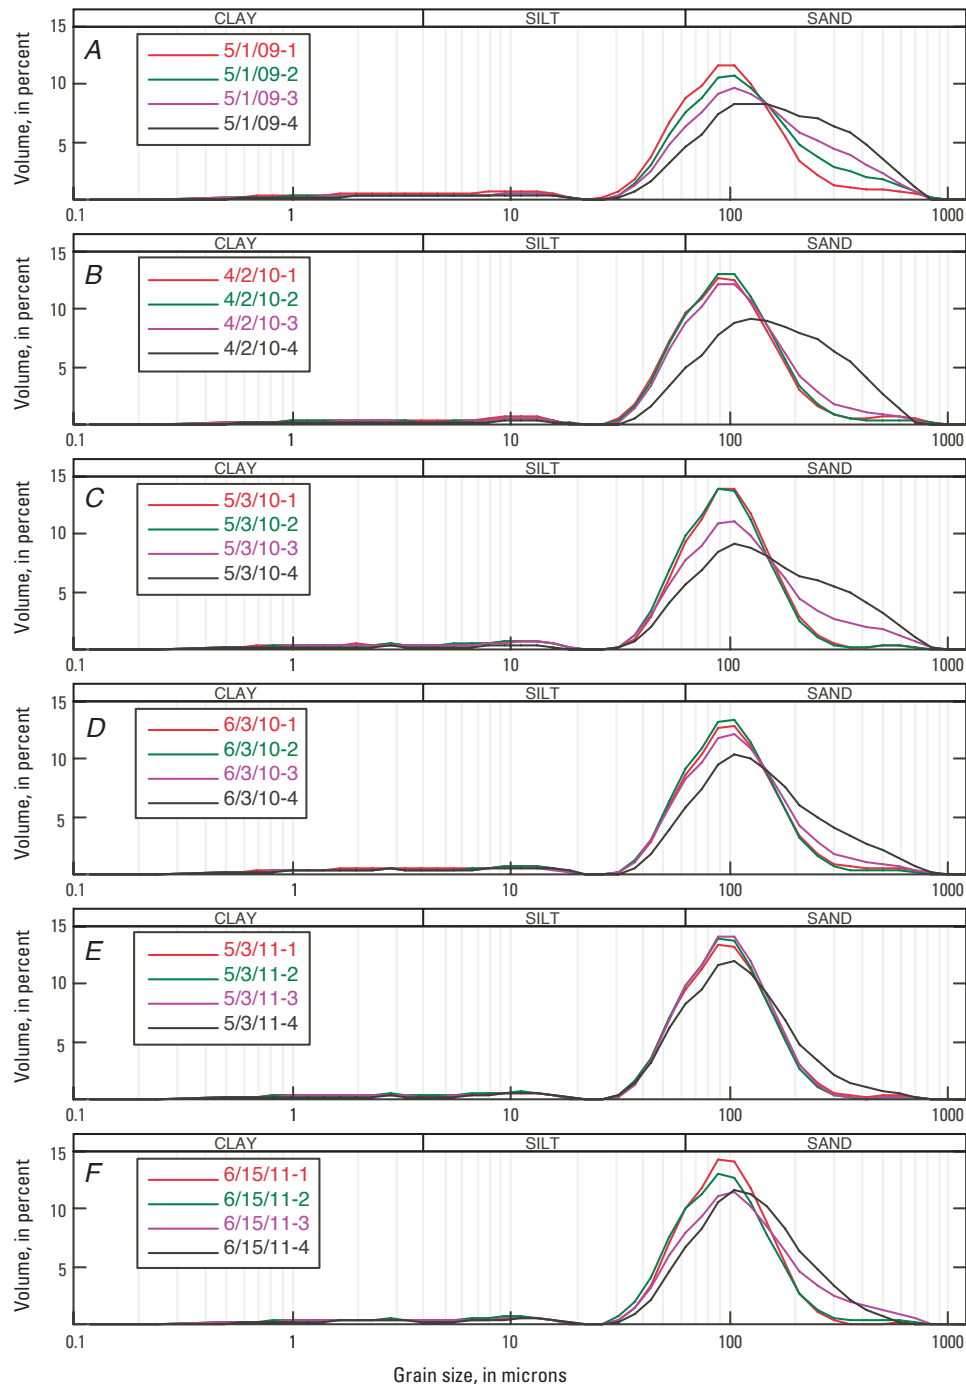 CLAY SILT SAND
15
A
5/1/09-1
5/1/09-2
5/1/09-3
5/1/09-4
10
5
Volume, in percent
0.1 1 10 100 1000
CLAY SILT SAND
15
B
4/2/10-1
4/2/10-2
4/2/10-3
4/2/10-4
10
5
Volume, in percent
0.1 1 10 100 1000
CLAY SILT SAND
15
C
5/3/10-1
5/3/10-2
5/3/10-3
5/3/10-4
10
5
Volume, in percent
0.1 1 10 100 1000
CLAY SILT SAND
15
D
6/3/10-1
6/3/10-2
6/3/10-3
6/3/10-4
10
5
Volume, in percent
0.1 1 10 100 1000
CLAY SILT SAND
15
E
5/3/11-1
5/3/11-2
5/3/11-3
5/3/11-4
10
5
Volume, in percent
0.1 1 10 100 1000
CLAY SILT SAND
15
F
6/15/11-1
6/15/11-2
6/15/11-3
6/15/11-4
10
5
Volume, in percent
0.1 1 10 100 1000
Grain size, in microns